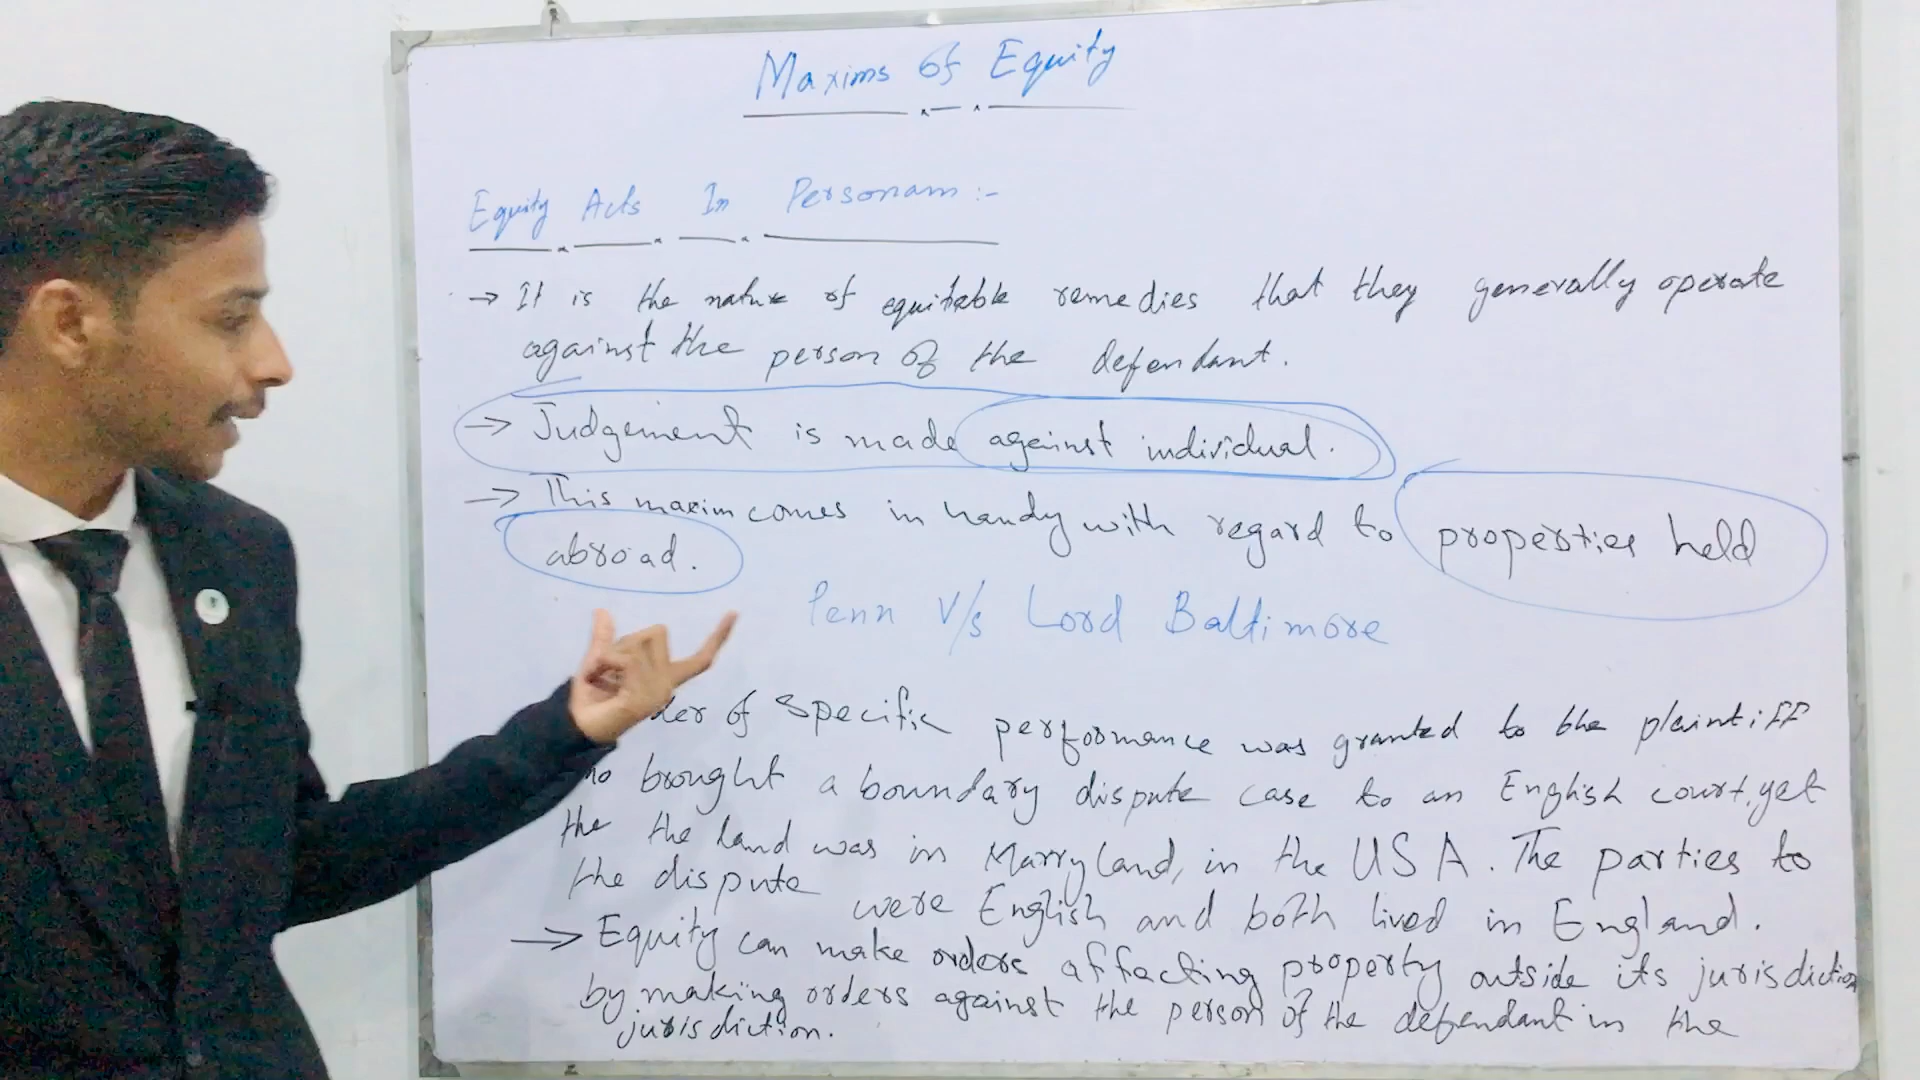 Maxims of Equity
Equity Acts In Personam :-
→ It is the nature of equitable remedies that they generally operate
against the person of the defendant.
→ Judgement is made against individual.
→ This maxim comes in handy with regard to properties held
abroad.
Penn V/s Lord Baltimore
of specific performance was granted to the plaintiff
brought a boundary dispute case to an English court, yet
the the land was in Marryland, in the USA. The parties to
the dispute were English and both lived in England.
→ Equity can make orders affecting property outside its jurisdiction
by making orders against the person of the defendant in the
jurisdiction.